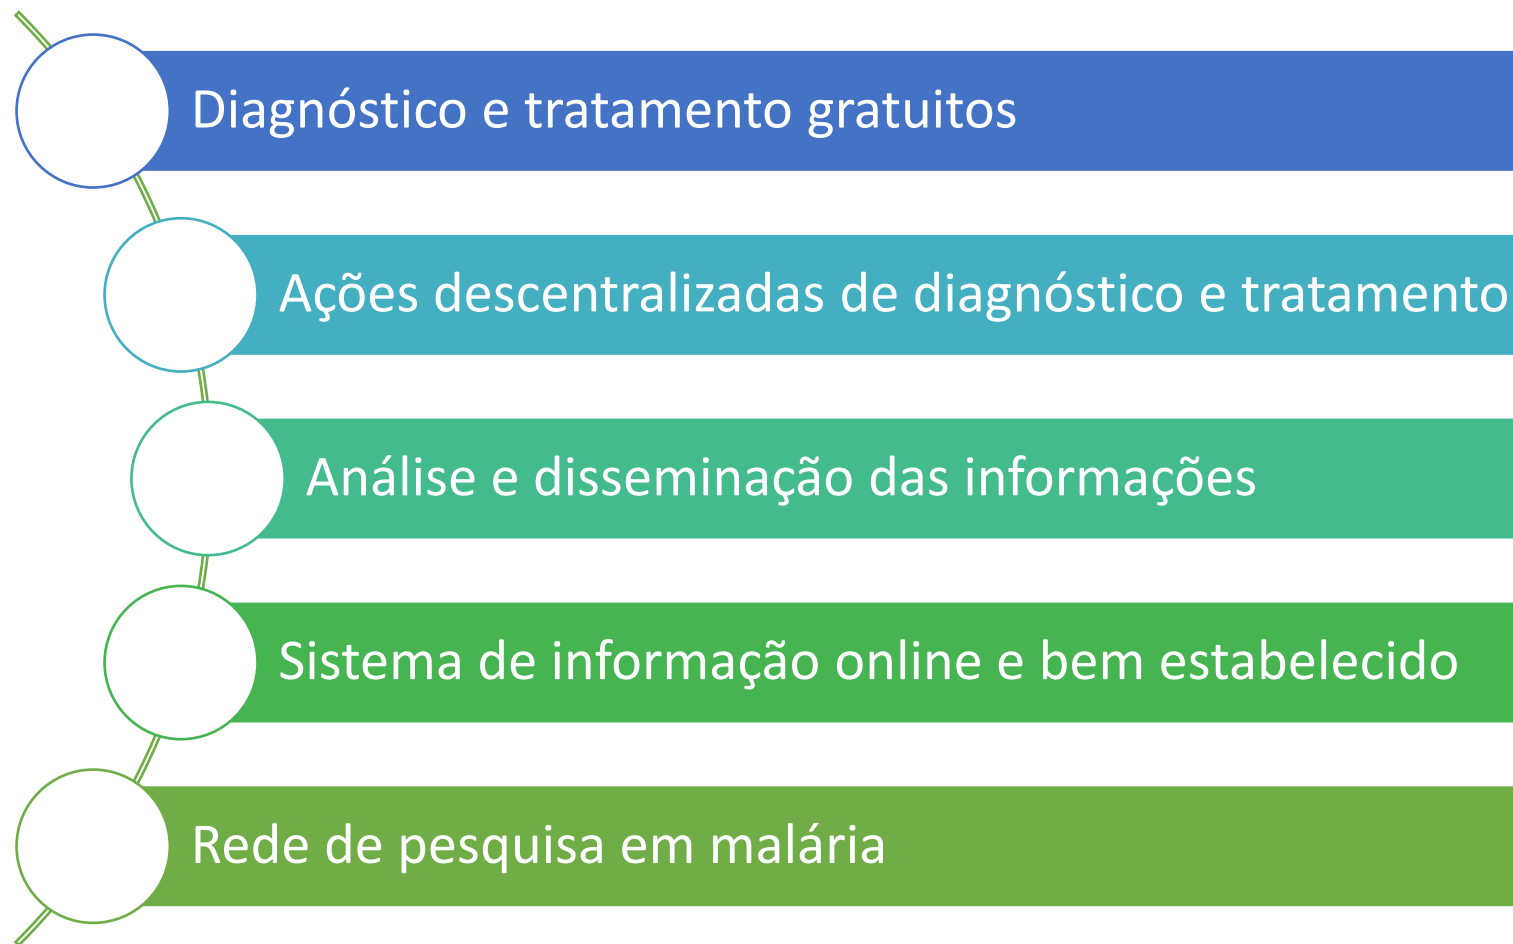 Diagnóstico e tratamento gratuitos
Ações descentralizadas de diagnóstico e tratamento
Análise e disseminação das informações
Sistema de informação online e bem estabelecido
Rede de pesquisa em malária